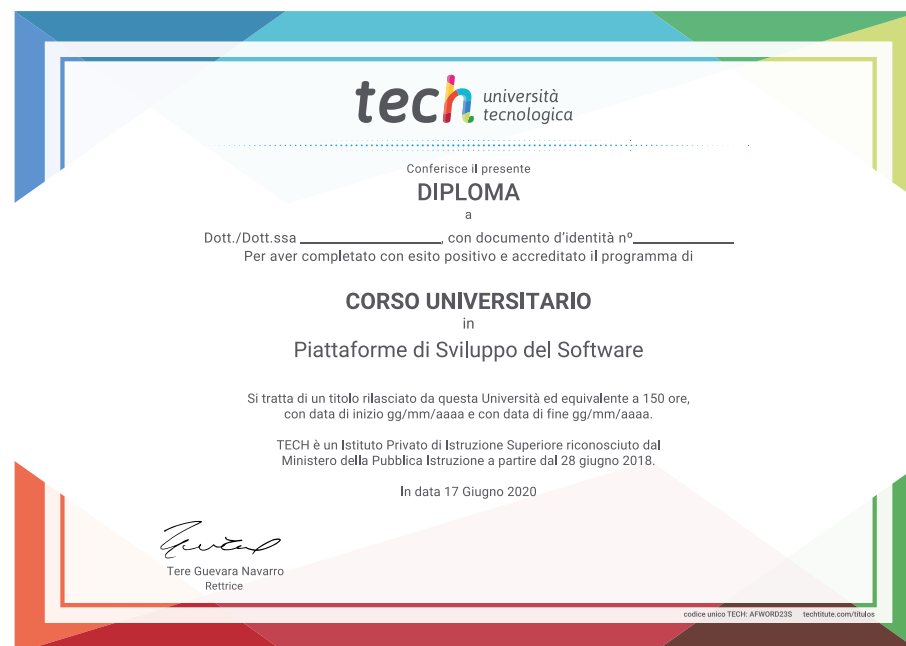 tech università
tecnologica
Conferisce il presente
DIPLOMA
a
Dott./Dott.ssa ____________________, con documento d'identità nº______________
Per aver completato con esito positivo e accreditato il programma di
CORSO UNIVERSITARIO
in
Piattaforme di Sviluppo del Software
Si tratta di un titolo rilasciato da questa Università ed equivalente a 150 ore,
con data di inizio gg/mm/aaaa e con data di fine gg/mm/aaaa.
TECH è un Istituto Privato di Istruzione Superiore riconosciuto dal
Ministero della Pubblica Istruzione a partire dal 28 giugno 2018.
In data 17 Giugno 2020
Tere Guevara Navarro
Rettrice
codice unico TECH: AFWORD23S techtitute.com/títulos